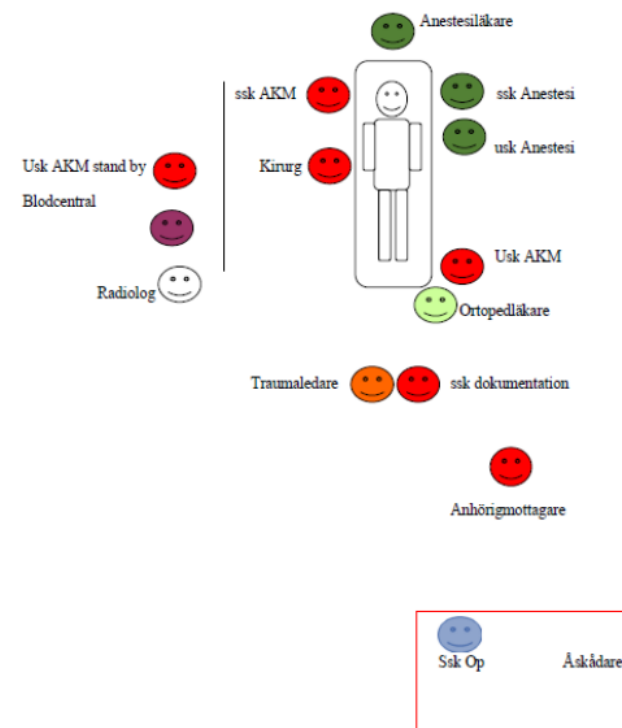 Anestesiläkare
ssk AKM
ssk Anestesi
usk Anestesi
Usk AKM stand by
Kirurg
Blodcentral
Usk AKM
Radiolog
Ortopedläkare
Traumaledare
ssk dokumentation
Anhörigmottagare
Ssk Op
Åskådare